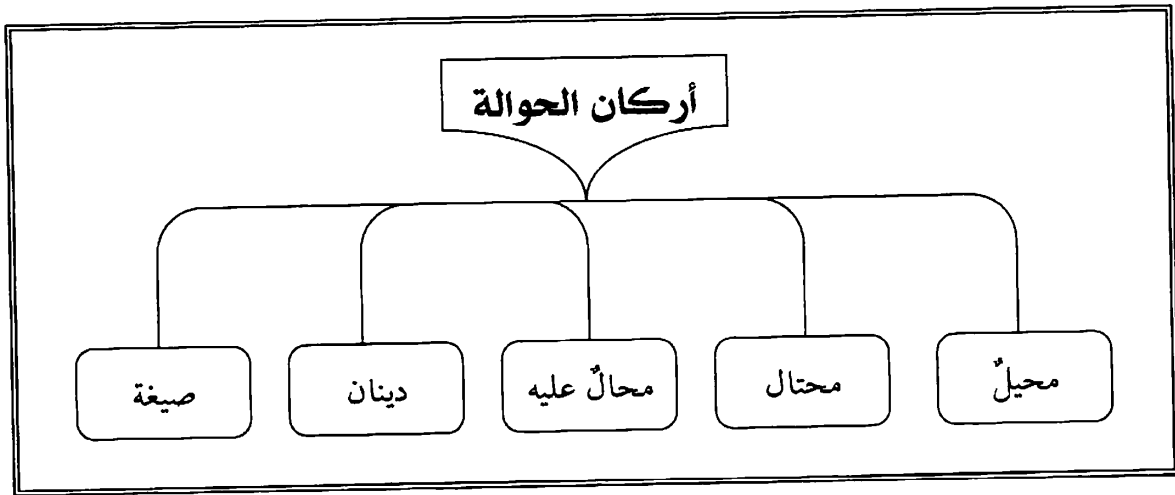 أركان الحوالة
محيلٌ
محتال
محالٌ عليه
دينان
صيغة